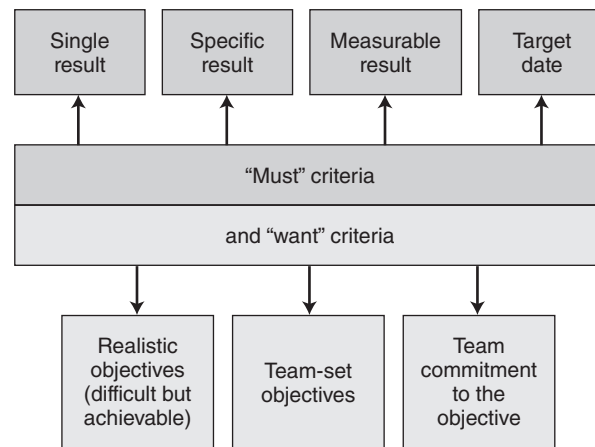 Single
result
Specific
result
Measurable
result
Target
date
“Must” criteria
and “want” criteria
Realistic
objectives
(difficult but
achievable)
Team-set
objectives
Team
commitment
to the
objective